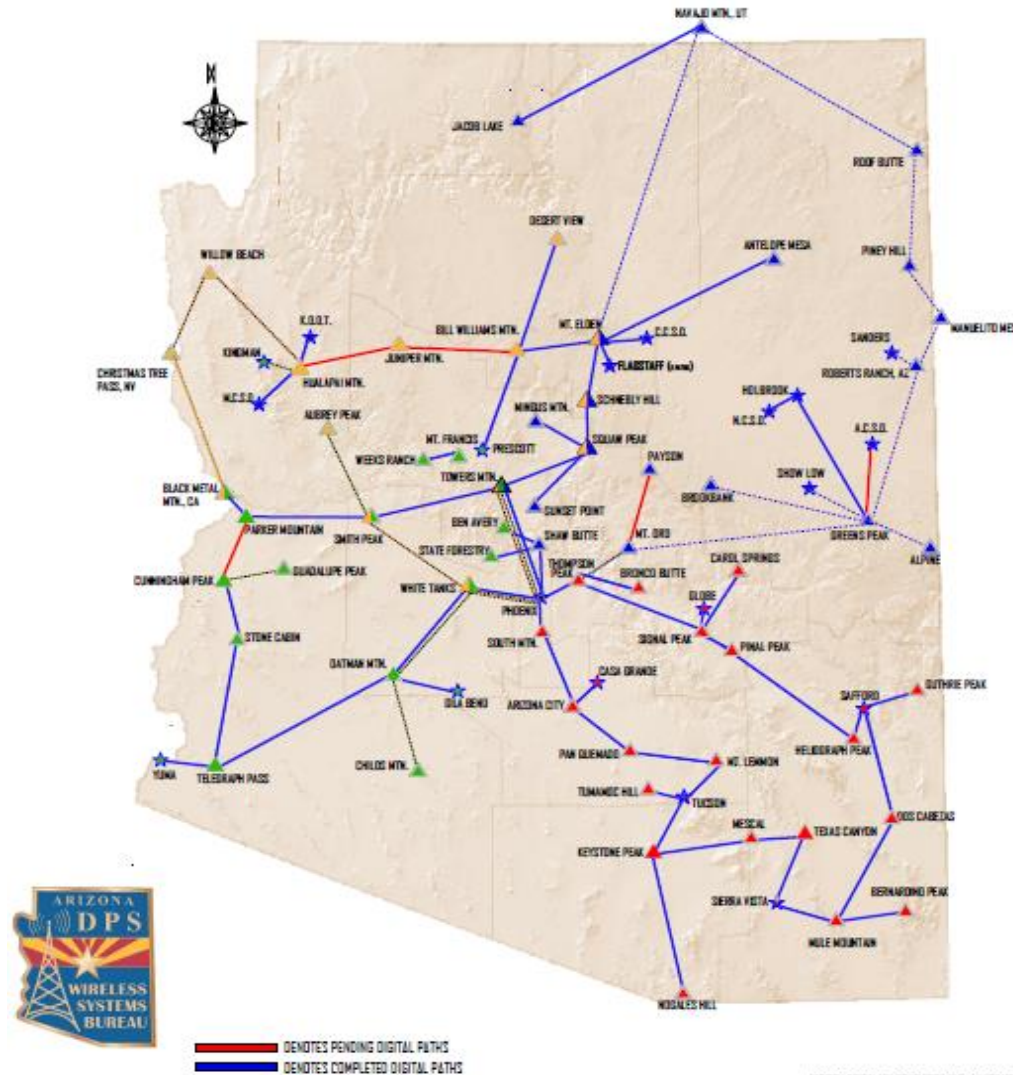 NAVAJO MTN., UT
N
JACOB LAKE
ROOF BUTTE
DESERT VIEW
ANTELOPE MESA
PINEY HILL
WILLOW BEACH
MANUELITO MES
K.D.O.T.
BILL WILLIAMS MTN.
MT. ELDEN
C.C.S.O.
SANDERS
KINGMAN
JUNIPER MTN.
FLAGSTAFF
ROBERTS RANCH, AZ
CHRISTMAS TREE
PASS, NV
HUALAPAI MTN.
HOLBROOK
M.C.S.O.
AUBREY PEAK
SCHNEBLY HILL
MINGUS MTN.
N.C.S.O.
A.C.S.O.
MT. FRANCIS
PRESCOTT
SQUAW PEAK
WEEKS RANCH
PAYSON
TOWERS MTN.
SHOW LOW
BLACK METAL
MTN., CA
BROOKBANK
SUNSET POINT
PARKER MOUNTAIN
SMITH PEAK
BEN AVERY
SHAW BUTTE
MT. ORD
GREENS PEAK
ALPINE
STATE FORESTRY
THOMPSON
PEAK
CAROL SPRINGS
CUNNINGHAM PEAK
GUADALUPE PEAK
BRONCO BUTTE
WHITE TANKS
PHOENIX
GLOBE
STONE CABIN
SOUTH MTN.
SIGNAL PEAK
PINAL PEAK
OATMAN MTN.
CASA GRANDE
GILA BEND
ARIZONA CITY
SAFFORD
GUTHRIE PEAK
PAN QUEMADO
HELIOGRAPH PEAK
YUMA
TELEGRAPH PASS
CHILDS MTN.
MT. LEMMON
TUMAMOC HILL
TUCSON
MESCAL
TEXAS CANYON
DOS CABEZAS
KEYSTONE PEAK
SIERRA VISTA
BERNARDINO PEAK
MULE MOUNTAIN
NOGALES HILL
ARIZONA
DPS
WIRELESS
SYSTEMS
BUREAU
DENOTES PENDING DIGITAL PATHS
DENOTES COMPLETED DIGITAL PATHS